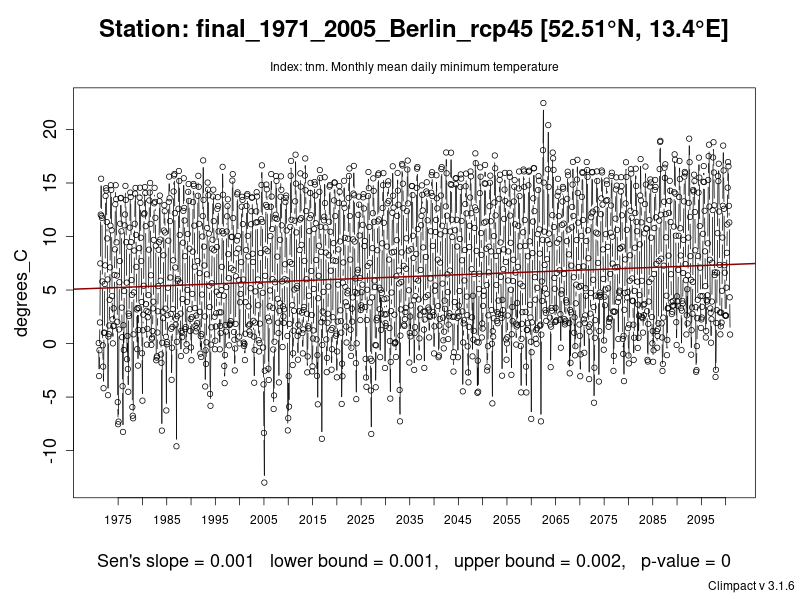 Station: final_1971_2005_Berlin_rcp45 [52.51°N, 13.4°E]
Index: tnm. Monthly mean daily minimum temperature
degrees_C
20
15
10
5
0
-5
-10
1975 1985 1995 2005 2015 2025 2035 2045 2055 2065 2075 2085 2095
Sen's slope = 0.001 lower bound = 0.001, upper bound = 0.002, p-value = 0
Climpact v 3.1.6